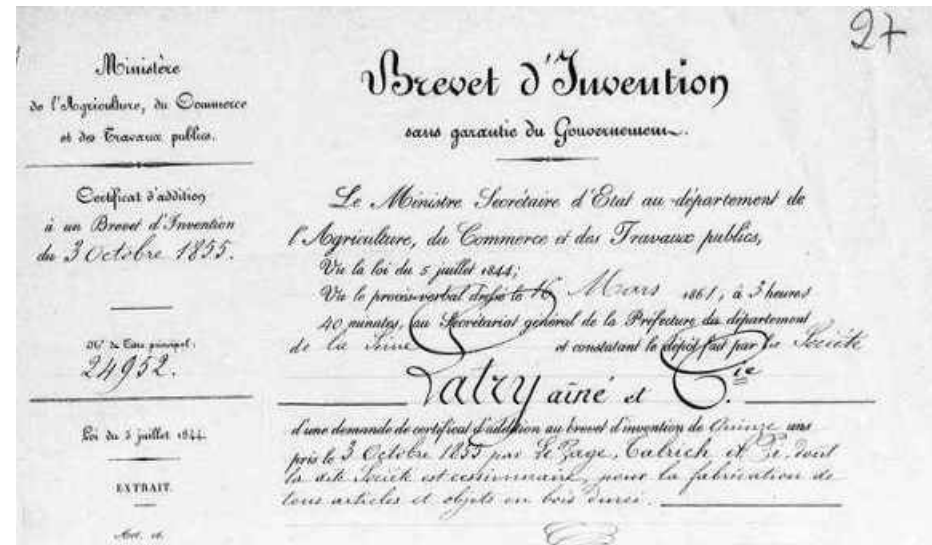 27
Ministère
de l'Agriculture, du Commerce
et des Travaux publics.
Certificat d'addition
à un Brevet d'Invention
du 3 Octobre 1855.
No du Titre principal:
24952.
Loi du 5 juillet 1844.
EXTRAIT.
Brevet d'Invention
sans garantie du Gouvernement.
Le Ministre Secrétaire d'État au département de
l'Agriculture, du Commerce et des Travaux publics,
Vu la loi du 5 juillet 1844;
Vu le procès-verbal dressé le Mars 1861, à 3 heures
40 minutes, au Secrétariat général de la Préfecture du département
de la Seine et constatant le dépôt fait par la Société
Latry aîné et Cie
d'une demande de certificat d'addition au brevet d'invention de Quinze ans
pris le 3 Octobre 1855 par Le Page, Talrich et dont
la dite Société est cessionnaire, pour la fabrication de
tous articles et objets en bois durci.